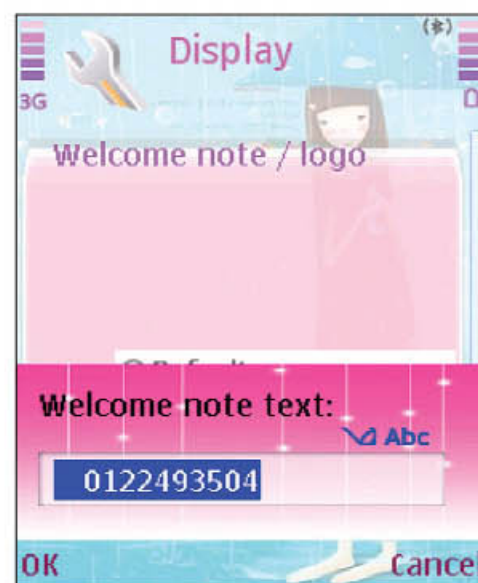 Display
3G
Welcome note / logo
Welcome note text:
Abc
0122493504
OK
Cancel